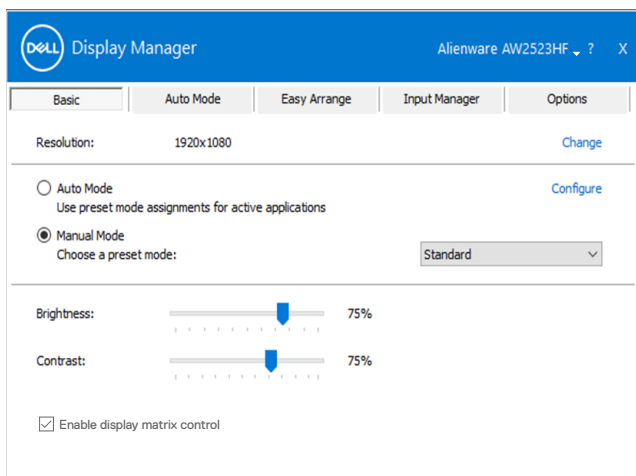 DELL Display Manager Alienware AW2523HF ? X
Basic Auto Mode Easy Arrange Input Manager Options
Resolution: 1920x1080 Change
Auto Mode Configure
Use preset mode assignments for active applications
Manual Mode
Choose a preset mode: Standard
Brightness: 75%
Contrast: 75%
Enable display matrix control